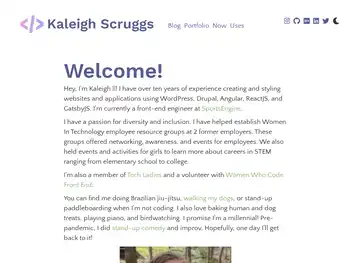 </> Kaleigh Scruggs
Blog Portfolio Now Uses
Welcome!
Hey, I'm Kaleigh !!! I have over ten years of experience creating and styling
websites and applications using WordPress, Drupal, Angular, ReactJS, and
GatsbyJS. I'm currently a front-end engineer at SportsEngine.
I have a passion for diversity and inclusion. I have helped establish Women
In Technology employee resource groups at 2 former employers. These
groups offered networking, awareness, and events for employees. We also
held events and activities for girls to learn more about careers in STEM
ranging from elementary school to college.
I'm also a member of Tech Ladies and a volunteer with Women Who Code
Front End.
You can find me doing Brazilian jiu-jitsu, walking my dogs, or stand-up
paddleboarding when I'm not coding. I also love baking human and dog
treats, playing piano, and birdwatching. I promise I'm a millennial! Pre-
pandemic, I did stand-up comedy and improv. Hopefully, one day I'll get
back to it!